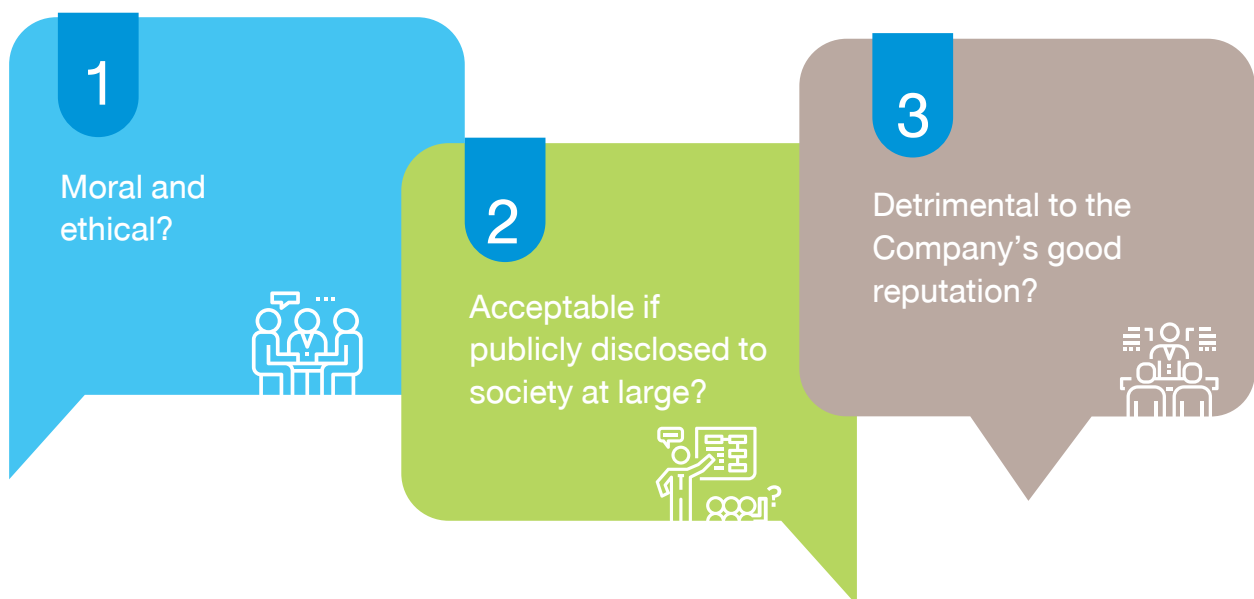 1
Moral and
ethical?
2
Acceptable if
publicly disclosed to
society at large?
?
3
Detrimental to the
Company’s good
reputation?